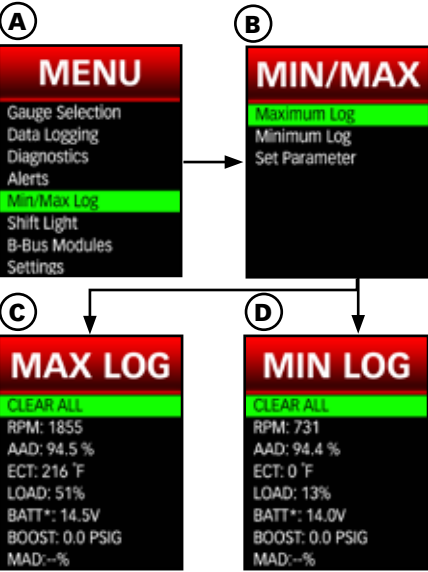 A
MENU
Gauge Selection
Data Logging
Diagnostics
Alerts
Min/Max Log
Shift Light
B-Bus Modules
Settings
B
MIN/MAX
Maximum Log
Minimum Log
Set Parameter
C
MAX LOG
CLEAR ALL
RPM: 1855
AAD: 94.5 %
ECT: 216 °F
LOAD: 51%
BATT*: 14.5V
BOOST: 0.0 PSIG
MAD:--%
D
MIN LOG
CLEAR ALL
RPM: 731
AAD: 94.4 %
ECT: 0 °F
LOAD: 13%
BATT*: 14.0V
BOOST: 0.0 PSIG
MAD:--%